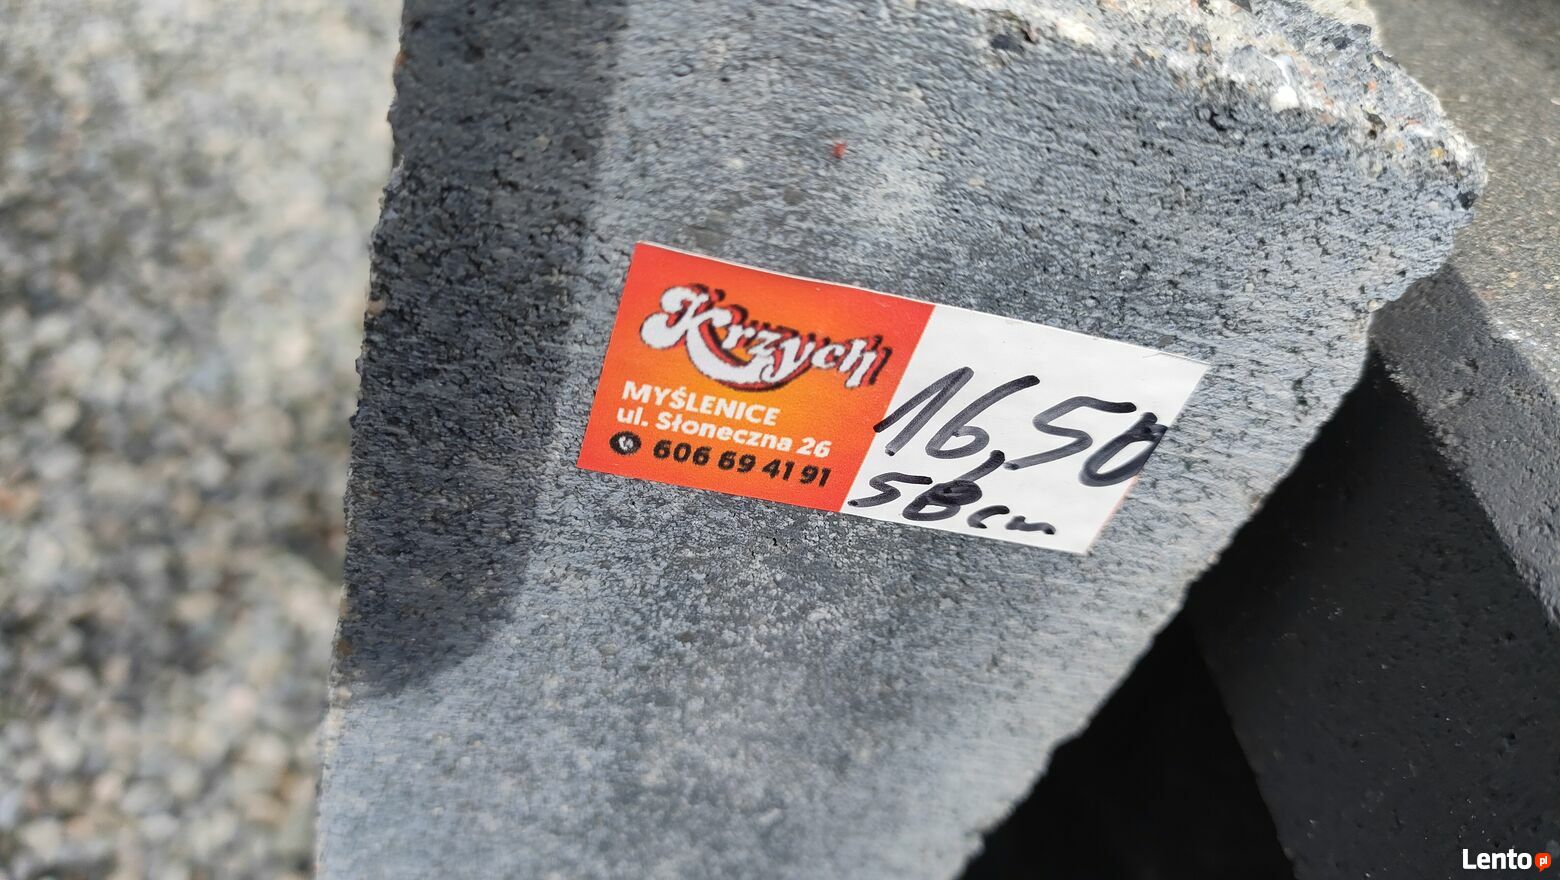 Krzych
MYŚLENICE
ul. Słoneczna 26
606 69 41 91
16,50
58cm
Lento pl